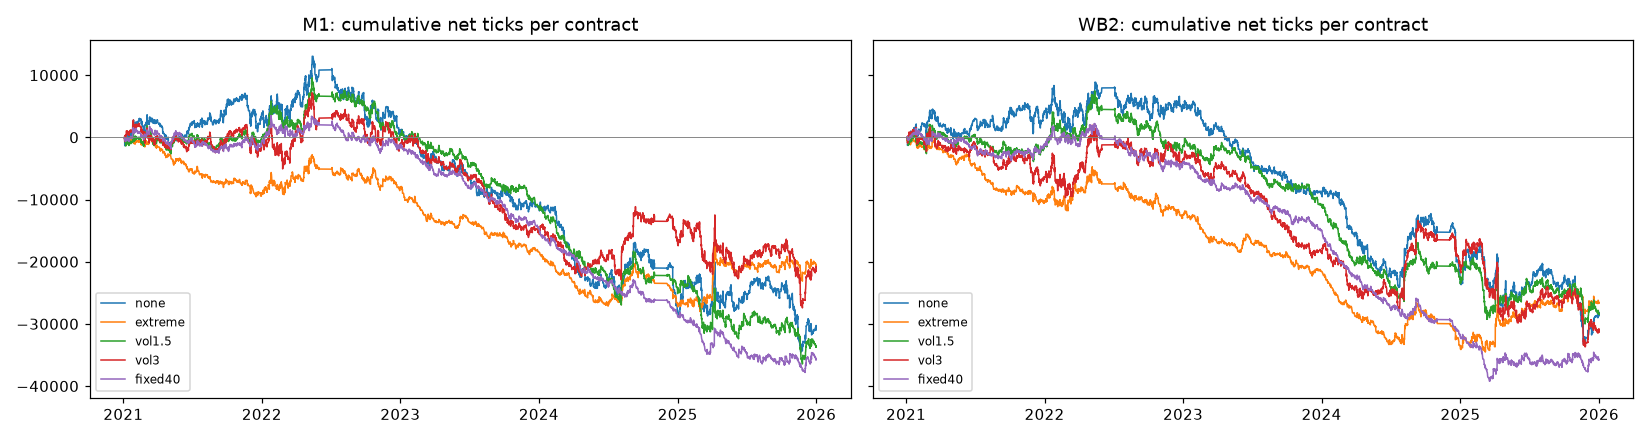 M1: cumulative net ticks per contract
10000
0
−10000
−20000
−30000
−40000
none
extreme
vol1.5
vol3
fixed40
2021
2022
2023
2024
2025
2026
WB2: cumulative net ticks per contract
none
extreme
vol1.5
vol3
fixed40
2021
2022
2023
2024
2025
2026